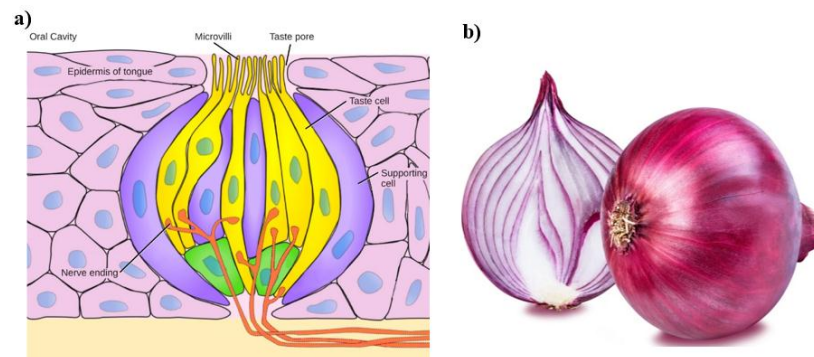 a)
b)
Oral Cavity
Microvilli
Taste pore
Epidermis of tongue
Taste cell
Supporting
cell
Nerve ending